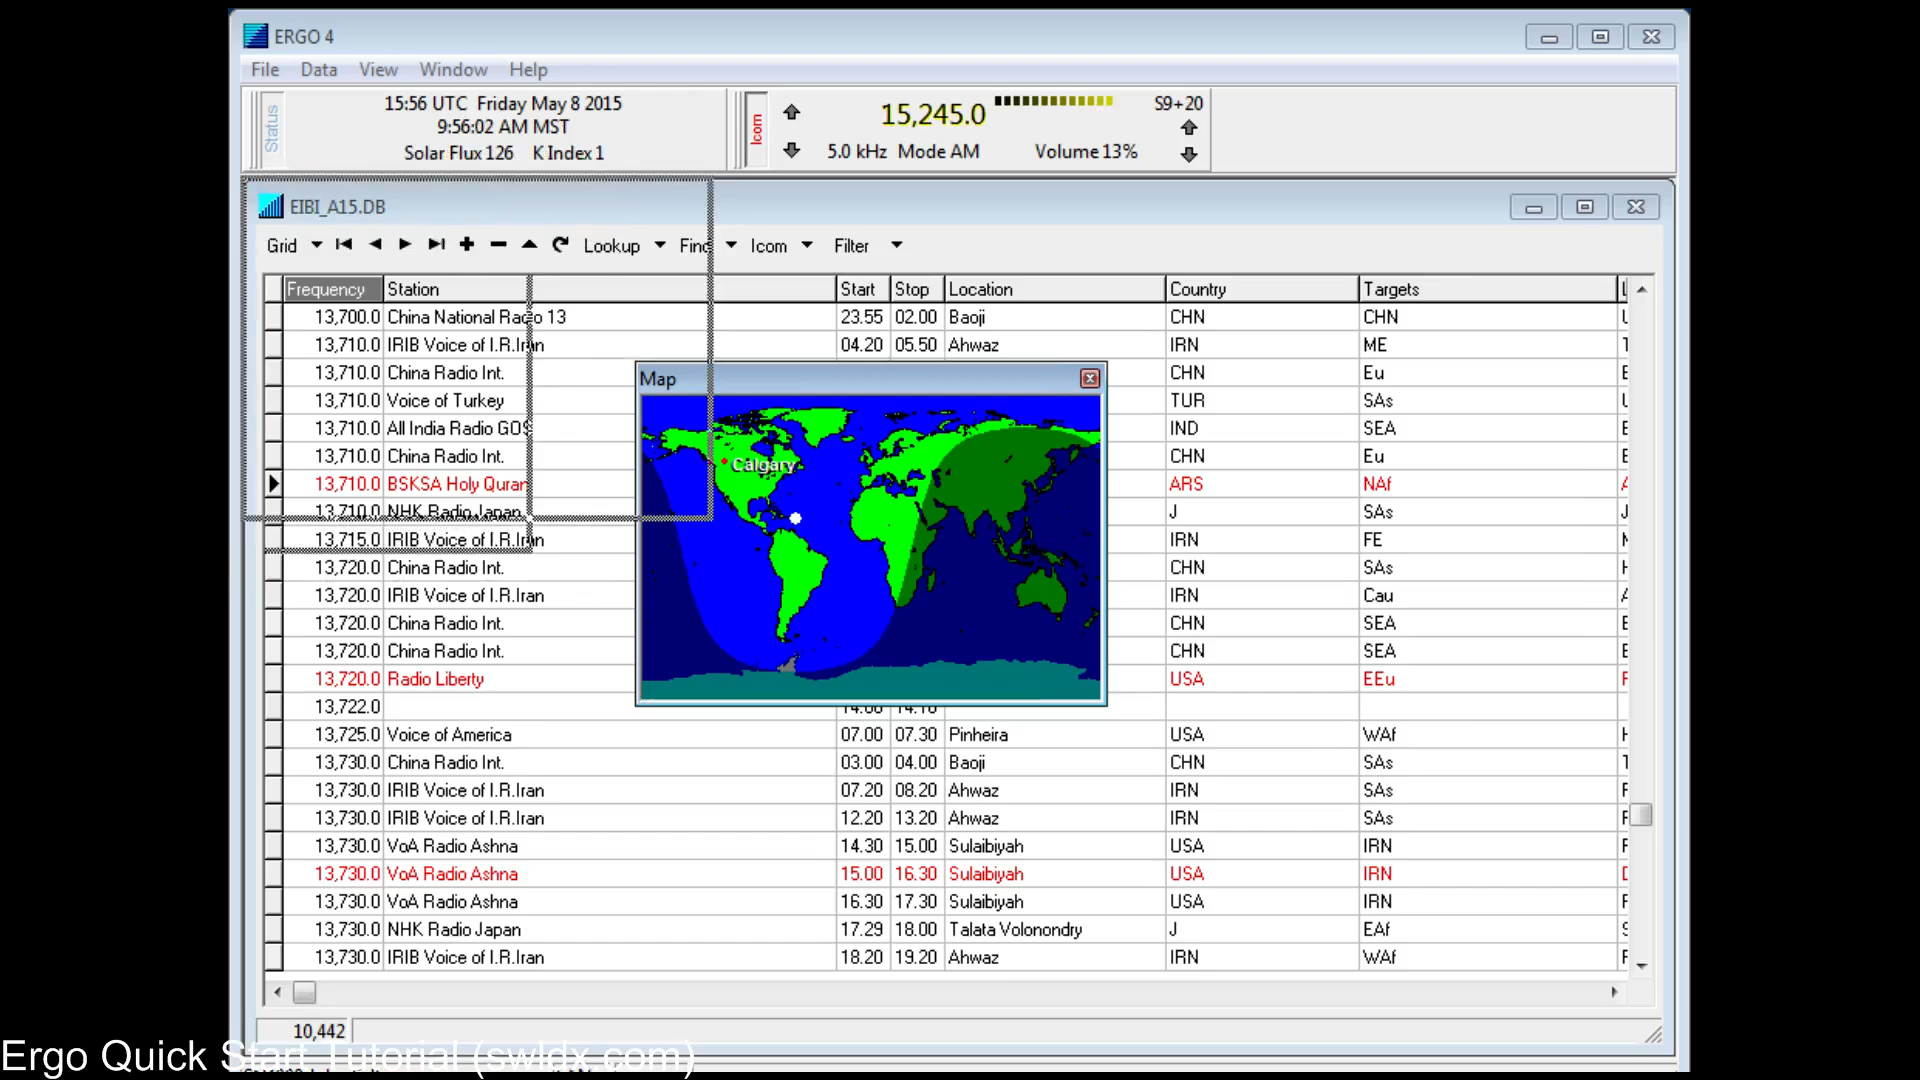 ERGO 4
File Data View Window Help
Status
15:56 UTC Friday May 8 2015
9:56:02 AM MST
Solar Flux 126 K Index 1
Icom
15,245.0
S9+20
5.0 kHz Mode AM Volume 13%
EIBI_A15.DB
Grid Lookup Find Icom Filter
Frequency Station Start Stop Location Country Targets
13,700.0 China National Radio 13 23.55 02.00 Baoji CHN CHN
13,710.0 IRIB Voice of I.R.Iran 04.20 05.50 Ahwaz IRN ME
13,710.0 China Radio Int. CHN Eu
13,710.0 Voice of Turkey TUR SAs
13,710.0 All India Radio GOS IND SEA
13,710.0 China Radio Int. CHN Eu
13,710.0 BSKSA Holy Quran ARS NAf
13,710.0 NHK Radio Japan J SAs
13,715.0 IRIB Voice of I.R.Iran IRN FE
13,720.0 China Radio Int. CHN SAs
13,720.0 IRIB Voice of I.R.Iran IRN Cau
13,720.0 China Radio Int. CHN SEA
13,720.0 China Radio Int. CHN SEA
13,720.0 Radio Liberty USA EEu
13,722.0 14.00 14.10
13,725.0 Voice of America 07.00 07.30 Pinheira USA WAf
13,730.0 China Radio Int. 03.00 04.00 Baoji CHN SAs
13,730.0 IRIB Voice of I.R.Iran 07.20 08.20 Ahwaz IRN SAs
13,730.0 IRIB Voice of I.R.Iran 12.20 13.20 Ahwaz IRN SAs
13,730.0 VoA Radio Ashna 14.30 15.00 Sulaibiyah USA IRN
13,730.0 VoA Radio Ashna 15.00 16.30 Sulaibiyah USA IRN
13,730.0 VoA Radio Ashna 16.30 17.30 Sulaibiyah USA IRN
13,730.0 NHK Radio Japan 17.29 18.00 Talata Volonondry J EAf
13,730.0 IRIB Voice of I.R.Iran 18.20 19.20 Ahwaz IRN WAf
Map
Calgary
10,442
Ergo Quick Start Tutorial (swldx.com)